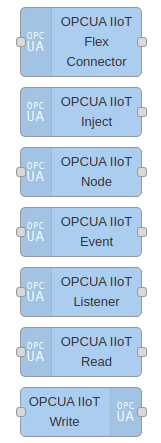 OPC
UA
OPCUA IIoT
Flex
Connector
OPC
UA
OPCUA IIoT
Inject
OPC
UA
OPCUA IIoT
Node
OPC
UA
OPCUA IIoT
Event
OPC
UA
OPCUA IIoT
Listener
OPC
UA
OPCUA IIoT
Read
OPCUA IIoT
Write
OPC
UA